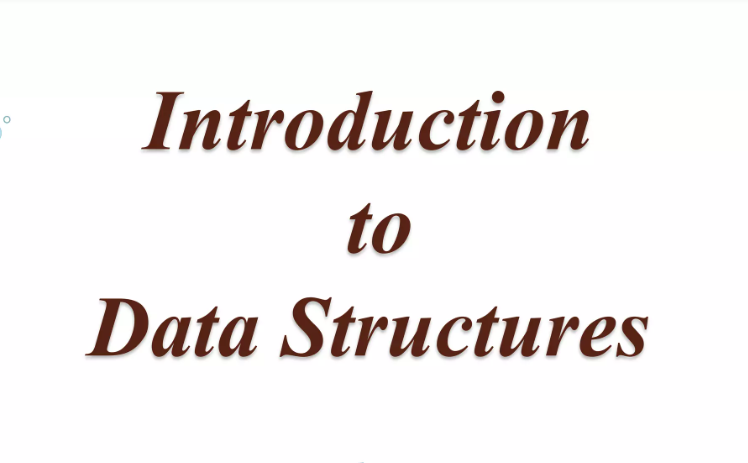 Introduction
to
Data Structures